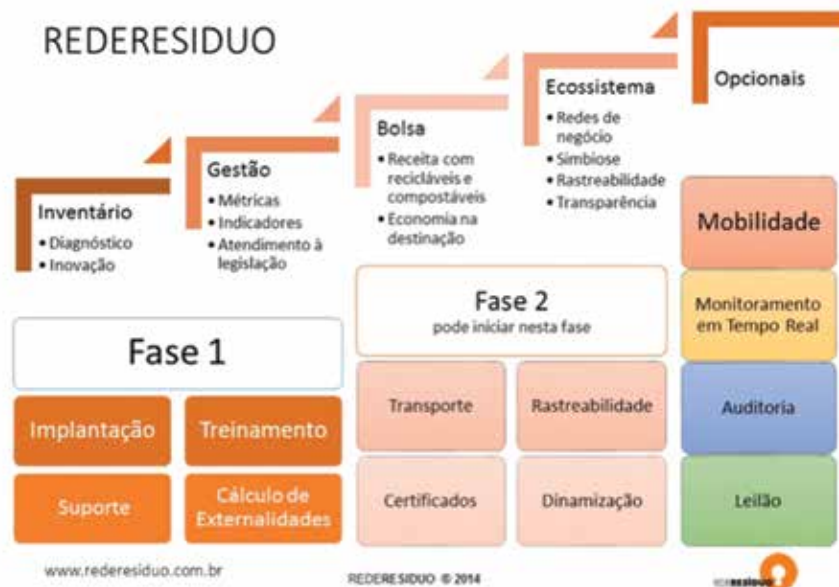 REDERESIDUO
Inventário
• Diagnóstico
• Inovação
Gestão
• Métricas
• Indicadores
• Atendimento à
legislação
Bolsa
• Receita com
recicláveis e
compostáveis
• Economia na
destinação
Ecossistema
• Redes de
negócio
• Simbiose
• Rastreabilidade
• Transparência
Opcionais
Fase 1
Implantação
Treinamento
Suporte
Cálculo de
Externalidades
Fase 2
pode iniciar nesta fase
Transporte
Rastreabilidade
Certificados
Dinamização
Mobilidade
Monitoramento
em Tempo Real
Auditoria
Leilão
www.rederesiduo.com.br
REDERESIDUO © 2014
REDERESIDUO